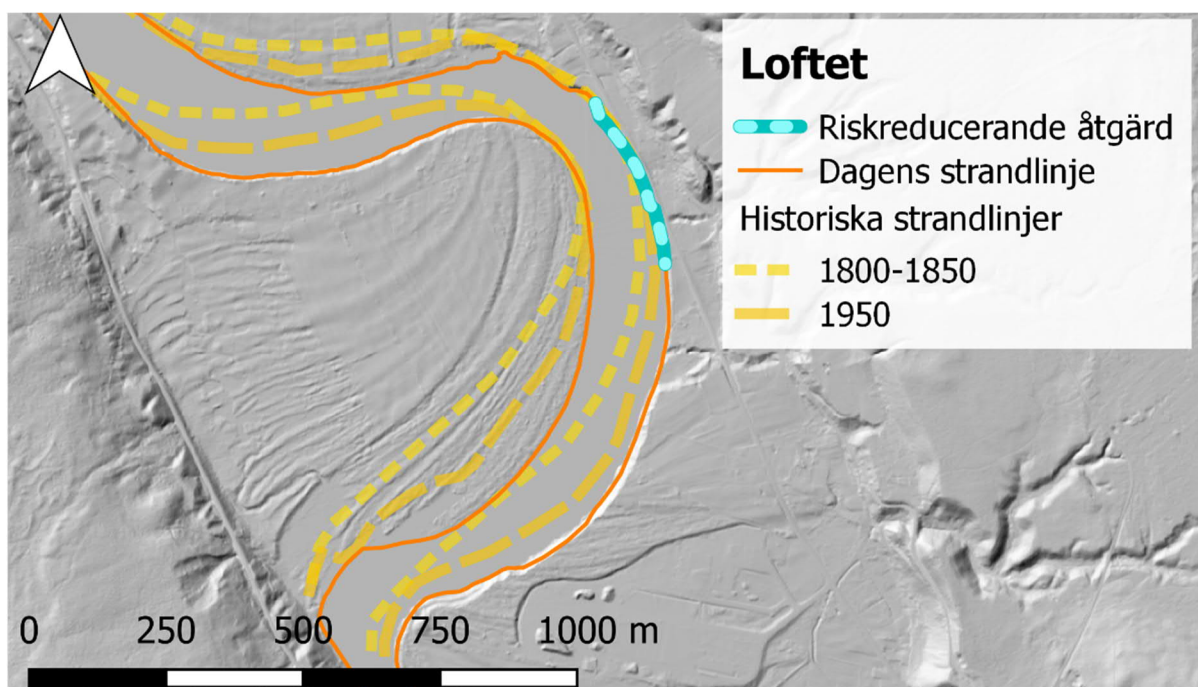 Loftet
Riskreducerande åtgärd
Dagens strandlinje
Historiska strandlinjer
1800-1850
1950
0 250 500 750 1000 m